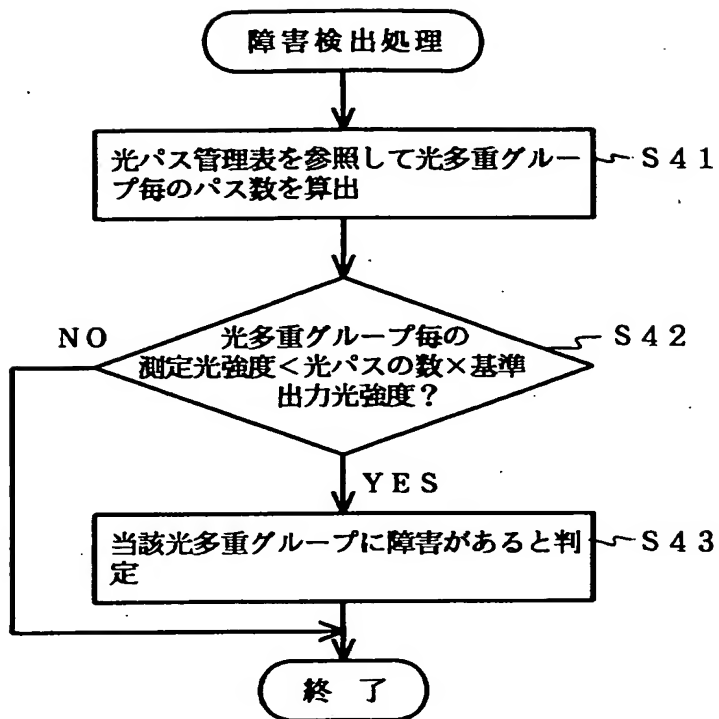 障害検出処理
光パス管理表を参照して光多重グルー
プ毎のパス数を算出
S41
光多重グループ毎の
測定光強度<光パスの数×基準
出力光強度?
S42
NO
YES
当該光多重グループに障害があると判
定
S43
終 了